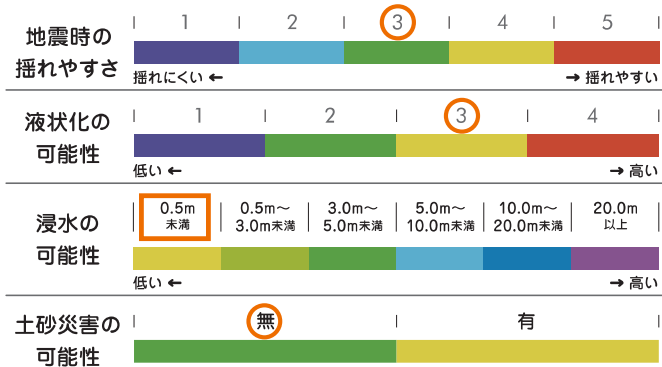 地震時の
揺れやすさ
1 2 3 4 5
揺れにくい ← → 揺れやすい
液状化の
可能性
1 2 3 4
低い ← → 高い
浸水の
可能性
0.5m 0.5m〜 3.0m〜 5.0m〜 10.0m〜 20.0m
未満 3.0m未満 5.0m未満 10.0m未満 20.0m未満 以上
低い ← → 高い
土砂災害の
可能性
無 有